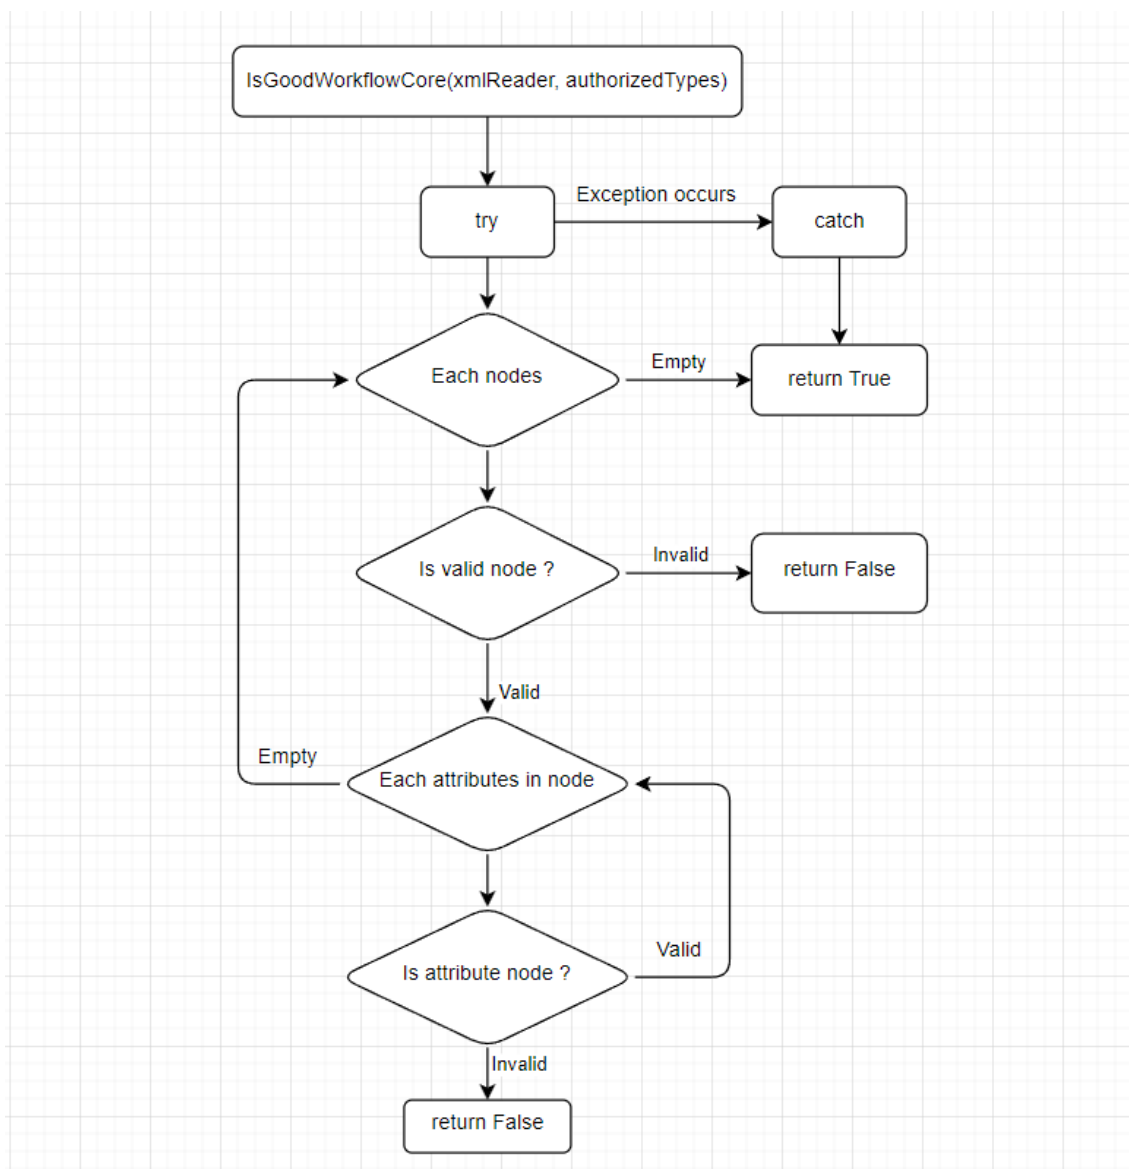 IsGoodWorkflowCore(xmlReader, authorizedTypes)
Exception occurs
try
catch
Each nodes
Empty
return True
Is valid node ?
Invalid
return False
Valid
Empty
Each attributes in node
Is attribute node ?
Valid
Invalid
return False